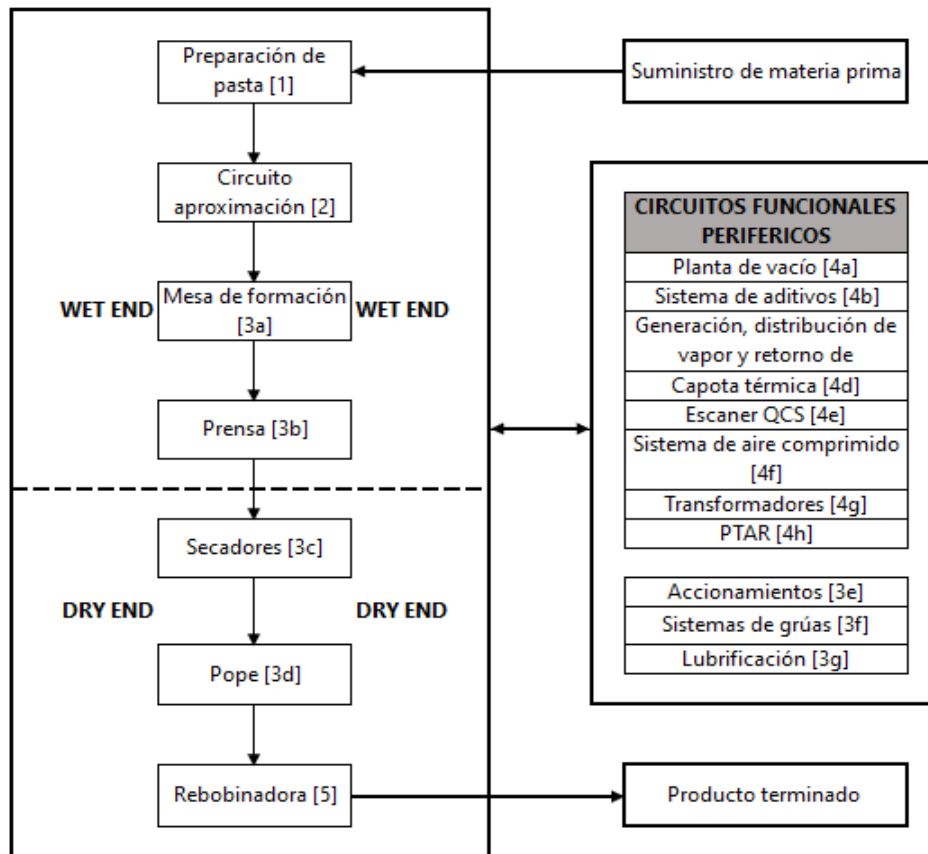 Preparación de
pasta [1]
Suministro de materia prima
Circuito
aproximación [2]
WET END
Mesa de formación
[3a]
WET END
Prensa [3b]
Secadores [3c]
DRY END
DRY END
Pope [3d]
Rebobinadora [5]
CIRCUITOS FUNCIONALES
PERIFERICOS
Planta de vacío [4a]
Sistema de aditivos [4b]
Generación, distribución de
vapor y retorno de
Capota térmica [4d]
Escaner QCS [4e]
Sistema de aire comprimido
[4f]
Transformadores [4g]
PTAR [4h]
Accionamientos [3e]
Sistemas de grúas [3f]
Lubrificación [3g]
Producto terminado